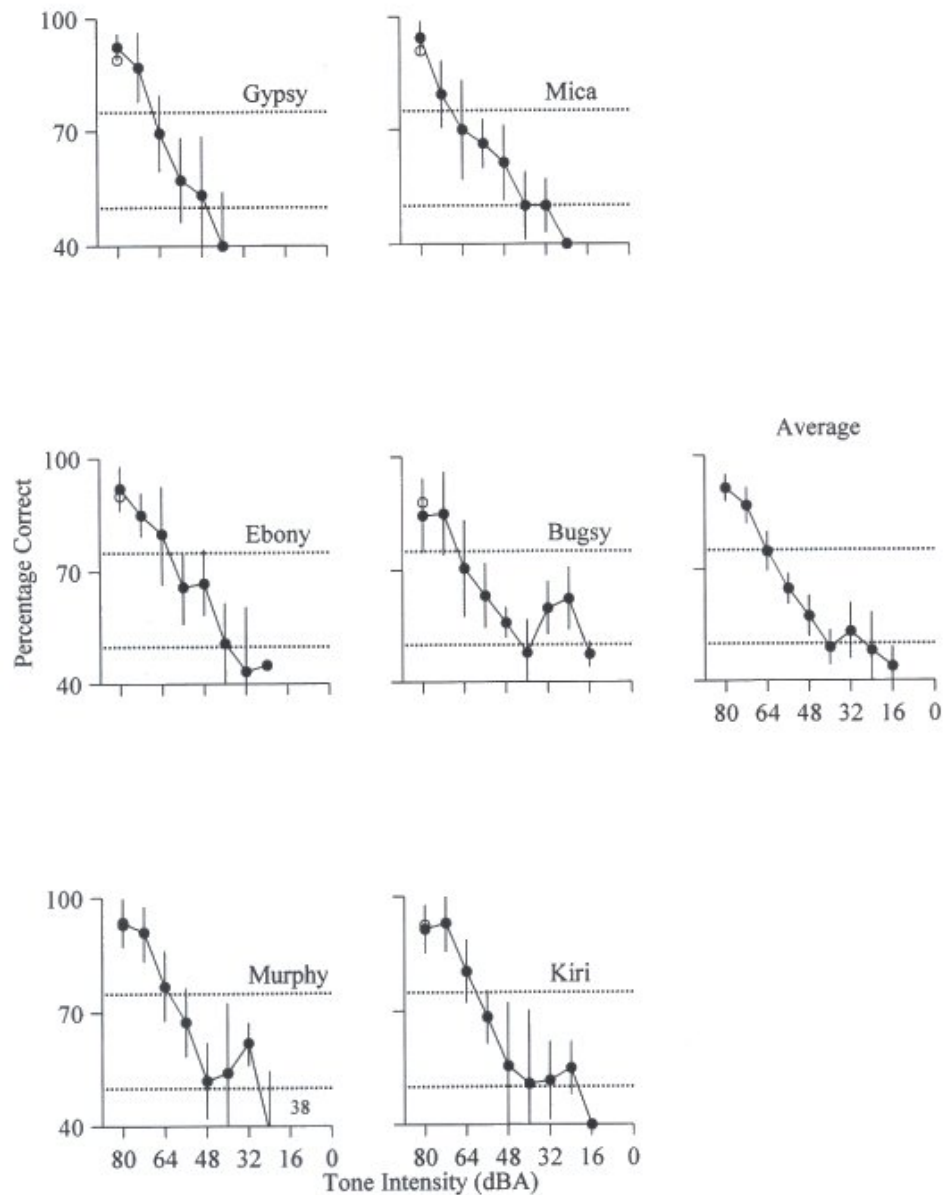 100
70
40
Gypsy
Mica
Average
Percentage Correct
100
70
40
Ebony
Bugsy
80 64 48 32 16 0
100
70
40
Murphy
38
Kiri
80 64 48 32 16 0
80 64 48 32 16 0
Tone Intensity (dBA)